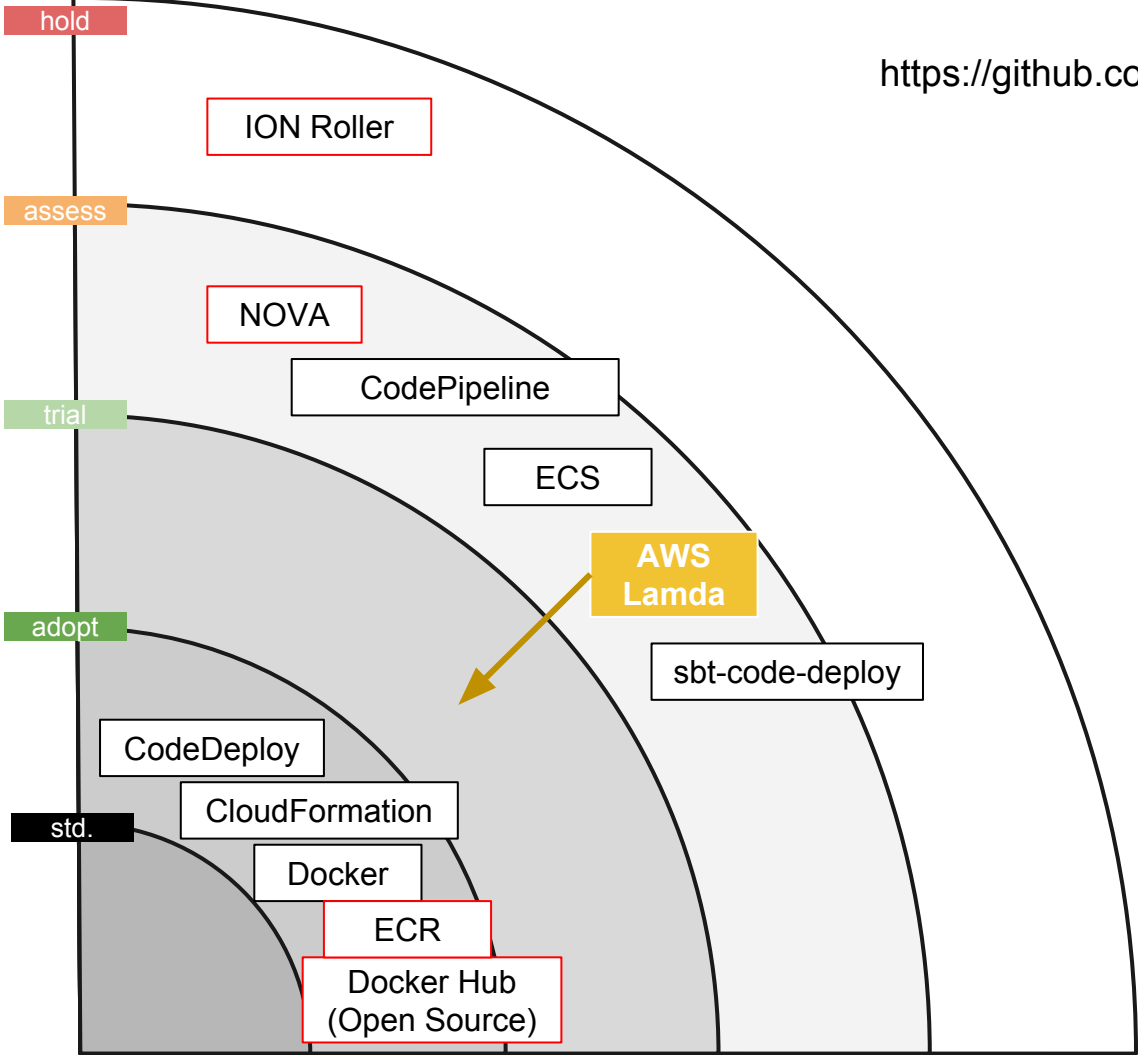 hold
https://github.co
ION Roller
assess
NOVA
CodePipeline
trial
ECS
AWS
Lamda
adopt
sbt-code-deploy
CodeDeploy
CloudFormation
std.
Docker
ECR
Docker Hub
(Open Source)